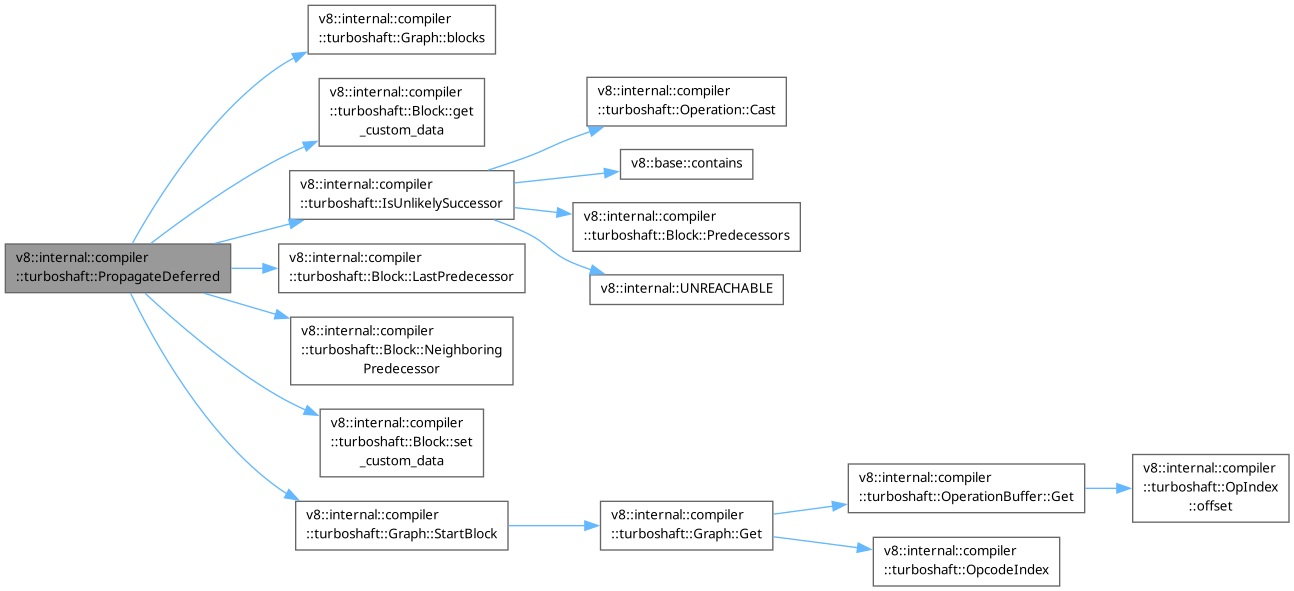 v8::internal::compiler
::turboshaft::PropagateDeferred
v8::internal::compiler
::turboshaft::Graph::blocks
v8::internal::compiler
::turboshaft::Block::get
_custom_data
v8::internal::compiler
::turboshaft::IsUnlikelySuccessor
v8::internal::compiler
::turboshaft::Operation::Cast
v8::base::contains
v8::internal::compiler
::turboshaft::Block::Predecessors
v8::internal::UNREACHABLE
v8::internal::compiler
::turboshaft::Block::LastPredecessor
v8::internal::compiler
::turboshaft::Block::Neighboring
Predecessor
v8::internal::compiler
::turboshaft::Block::set
_custom_data
v8::internal::compiler
::turboshaft::Graph::StartBlock
v8::internal::compiler
::turboshaft::Graph::Get
v8::internal::compiler
::turboshaft::OperationBuffer::Get
v8::internal::compiler
::turboshaft::OpIndex
::offset
v8::internal::compiler
::turboshaft::OpcodeIndex